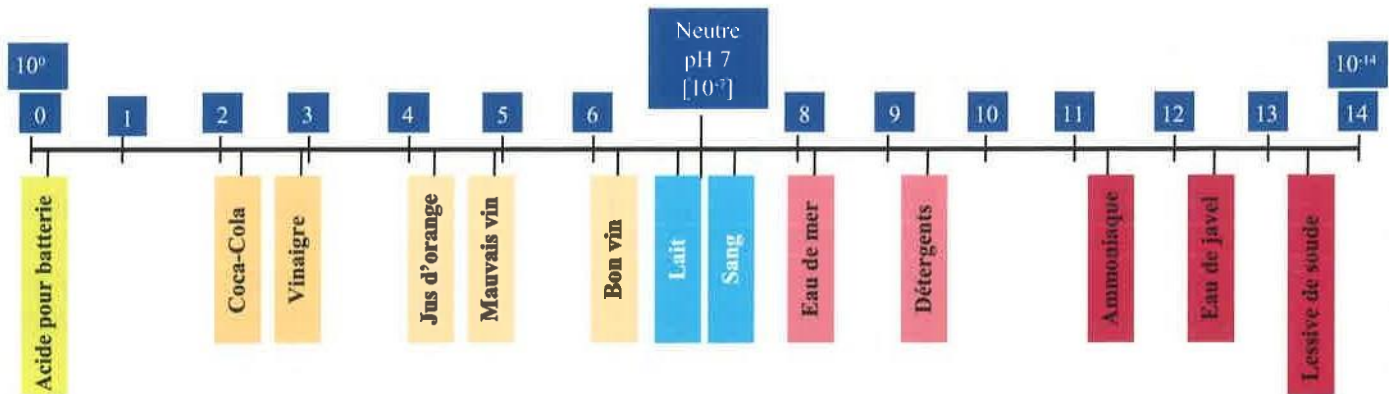 Neutre
pH 7
[10⁻⁷]
10⁰
10⁻¹⁴
0 1 2 3 4 5 6 8 9 10 11 12 13 14
Acide pour batterie
Coca-Cola
Vinaigre
Jus d'orange
Mauvais vin
Bon vin
Lait
Sang
Eau de mer
Détergents
Ammoniaque
Eau de javel
Lessive de soude